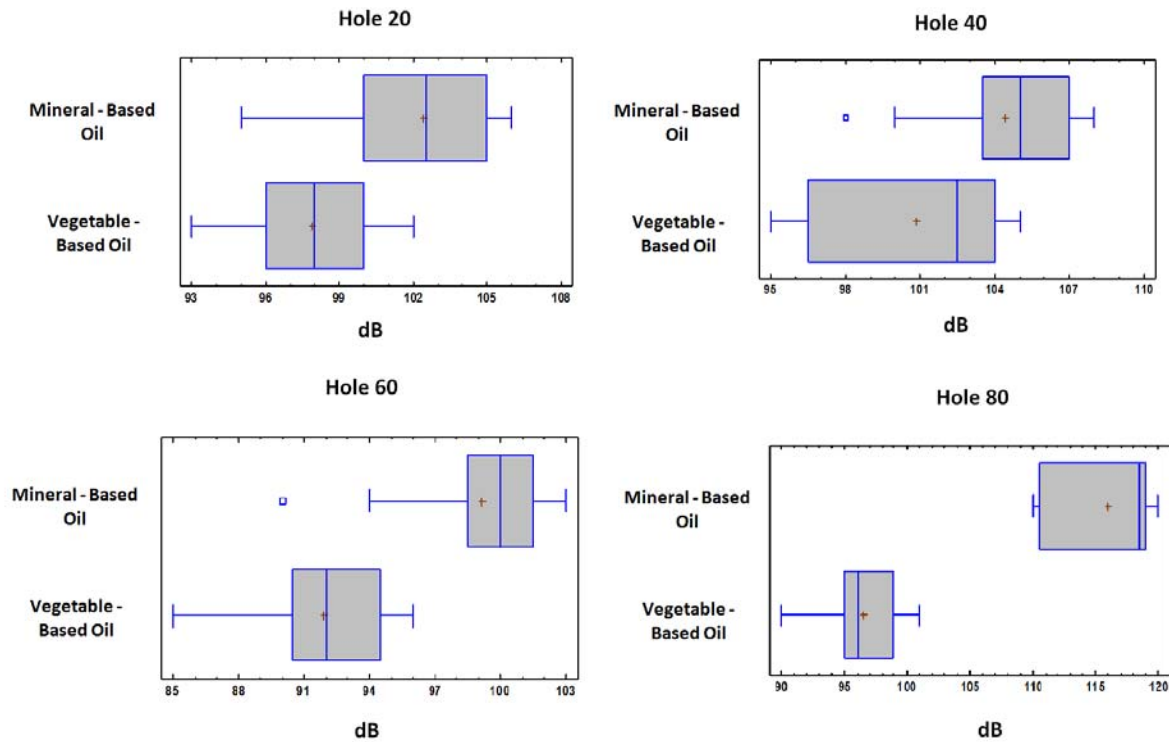 Hole 20
Mineral - Based
Oil
Vegetable -
Based Oil
93 96 99 102 105 108
dB
Hole 40
Mineral - Based
Oil
Vegetable -
Based Oil
95 98 101 104 107 110
dB
Hole 60
Mineral - Based
Oil
Vegetable -
Based Oil
85 88 91 94 97 100 103
dB
Hole 80
Mineral - Based
Oil
Vegetable -
Based Oil
90 95 100 105 110 115 120
dB